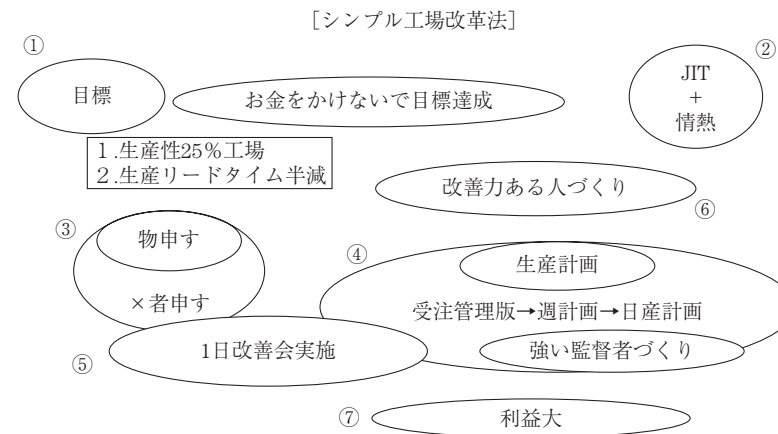 [シンプル工場改革法]
①
目標
お金をかけないで目標達成
②
JIT
+
情熱
1.生産性25%工場
2.生産リードタイム半減
改善力ある人づくり
⑥
③
物申す
×者申す
④
生産計画
受注管理版→週計画→日産計画
強い監督者づくり
⑤
1日改善会実施
⑦
利益大